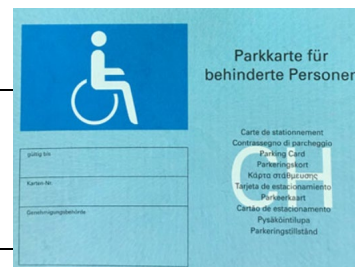 gültig bis
Karten-Nr.
Genehmigungsbehörde
Parkkarte für
behinderte Personen
Carte de stationnement
Contrassegno di parcheggio
Parking Card
Parkeringskort
Κάρτα στάθμευσης
Tarjeta de estacionamiento
Parkeerkaart
Cartão de estacionamento
Pysäköintilupa
Parkeringstillstånd
CH